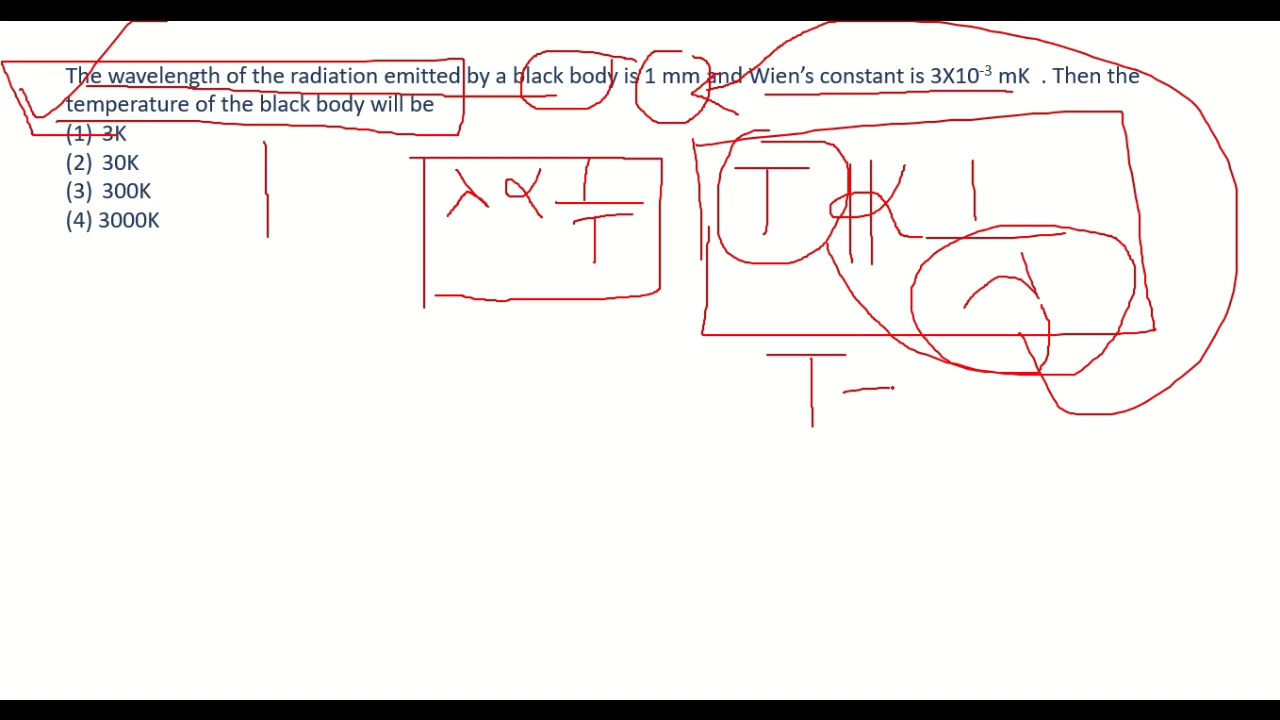 The wavelength of the radiation emitted by a black body is 1 mm and Wien’s constant is 3X10⁻³ mK . Then the
temperature of the black body will be
(1) 3K
(2) 30K
(3) 300K
(4) 3000K
λ ∝ 1/T
T ∝ 1/λ
T –